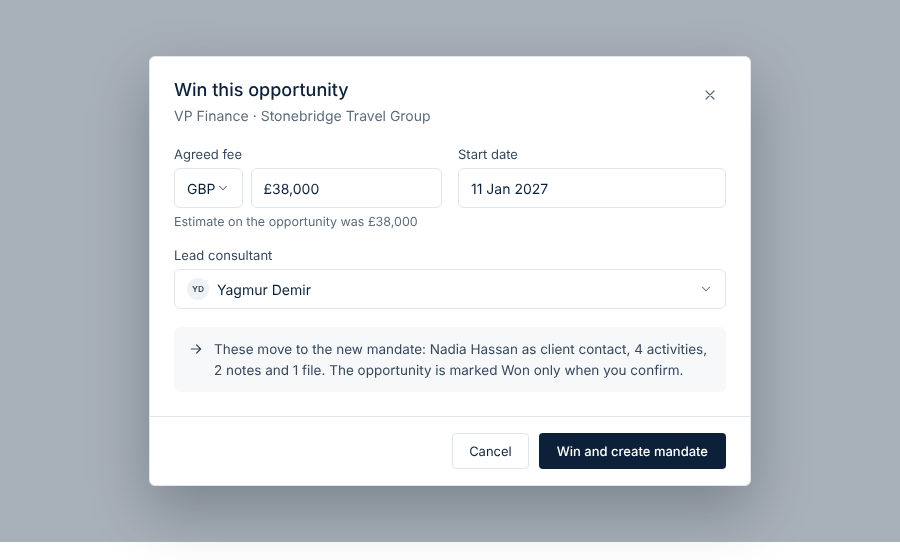 Win this opportunity
VP Finance · Stonebridge Travel Group
Agreed fee
Start date
GBP
£38,000
11 Jan 2027
Estimate on the opportunity was £38,000
Lead consultant
YD
Yagmur Demir
These move to the new mandate: Nadia Hassan as client contact, 4 activities,
2 notes and 1 file. The opportunity is marked Won only when you confirm.
Cancel
Win and create mandate